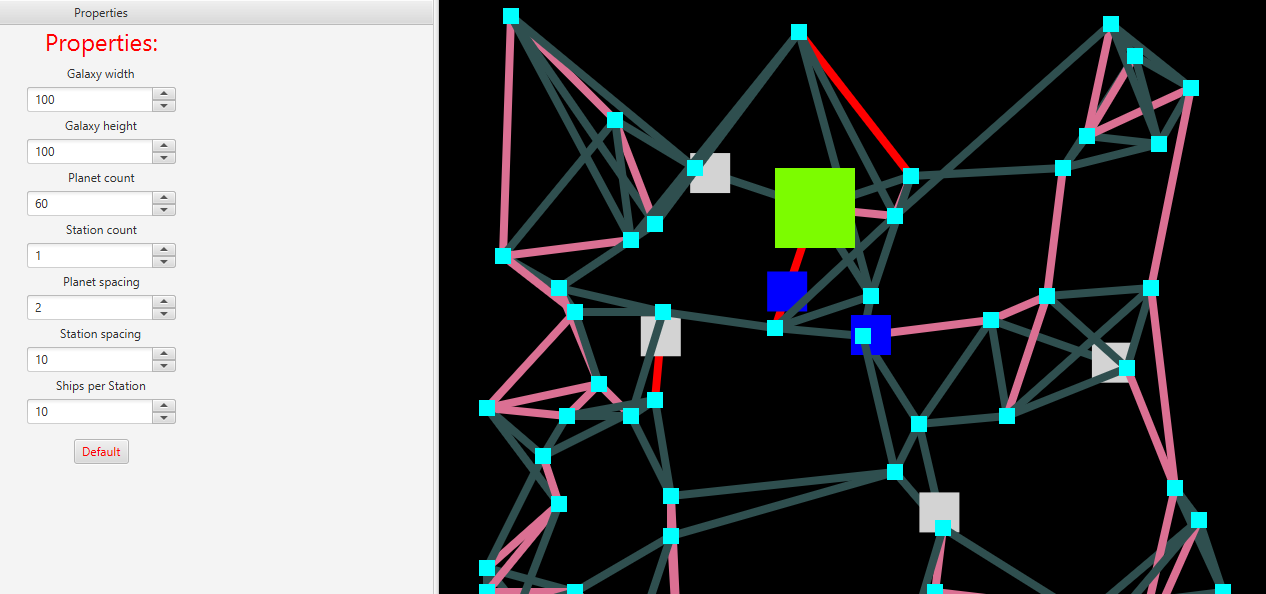 Properties
Properties:
Galaxy width
100
Galaxy height
100
Planet count
60
Station count
1
Planet spacing
2
Station spacing
10
Ships per Station
10
Default